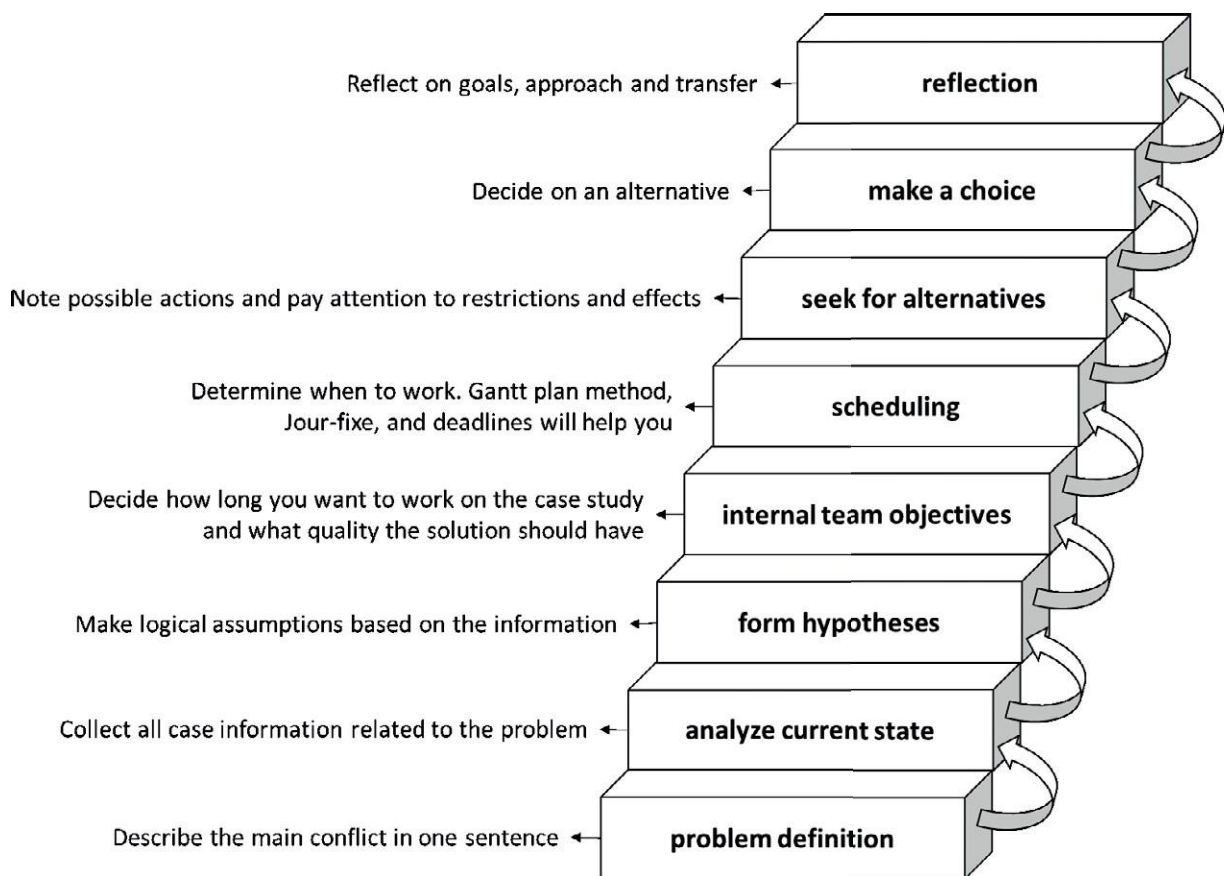 Reflect on goals, approach and transfer
reflection
Decide on an alternative
make a choice
Note possible actions and pay attention to restrictions and effects
seek for alternatives
Determine when to work. Gantt plan method,
Jour-fixe, and deadlines will help you
scheduling
Decide how long you want to work on the case study
and what quality the solution should have
internal team objectives
Make logical assumptions based on the information
form hypotheses
Collect all case information related to the problem
analyze current state
Describe the main conflict in one sentence
problem definition